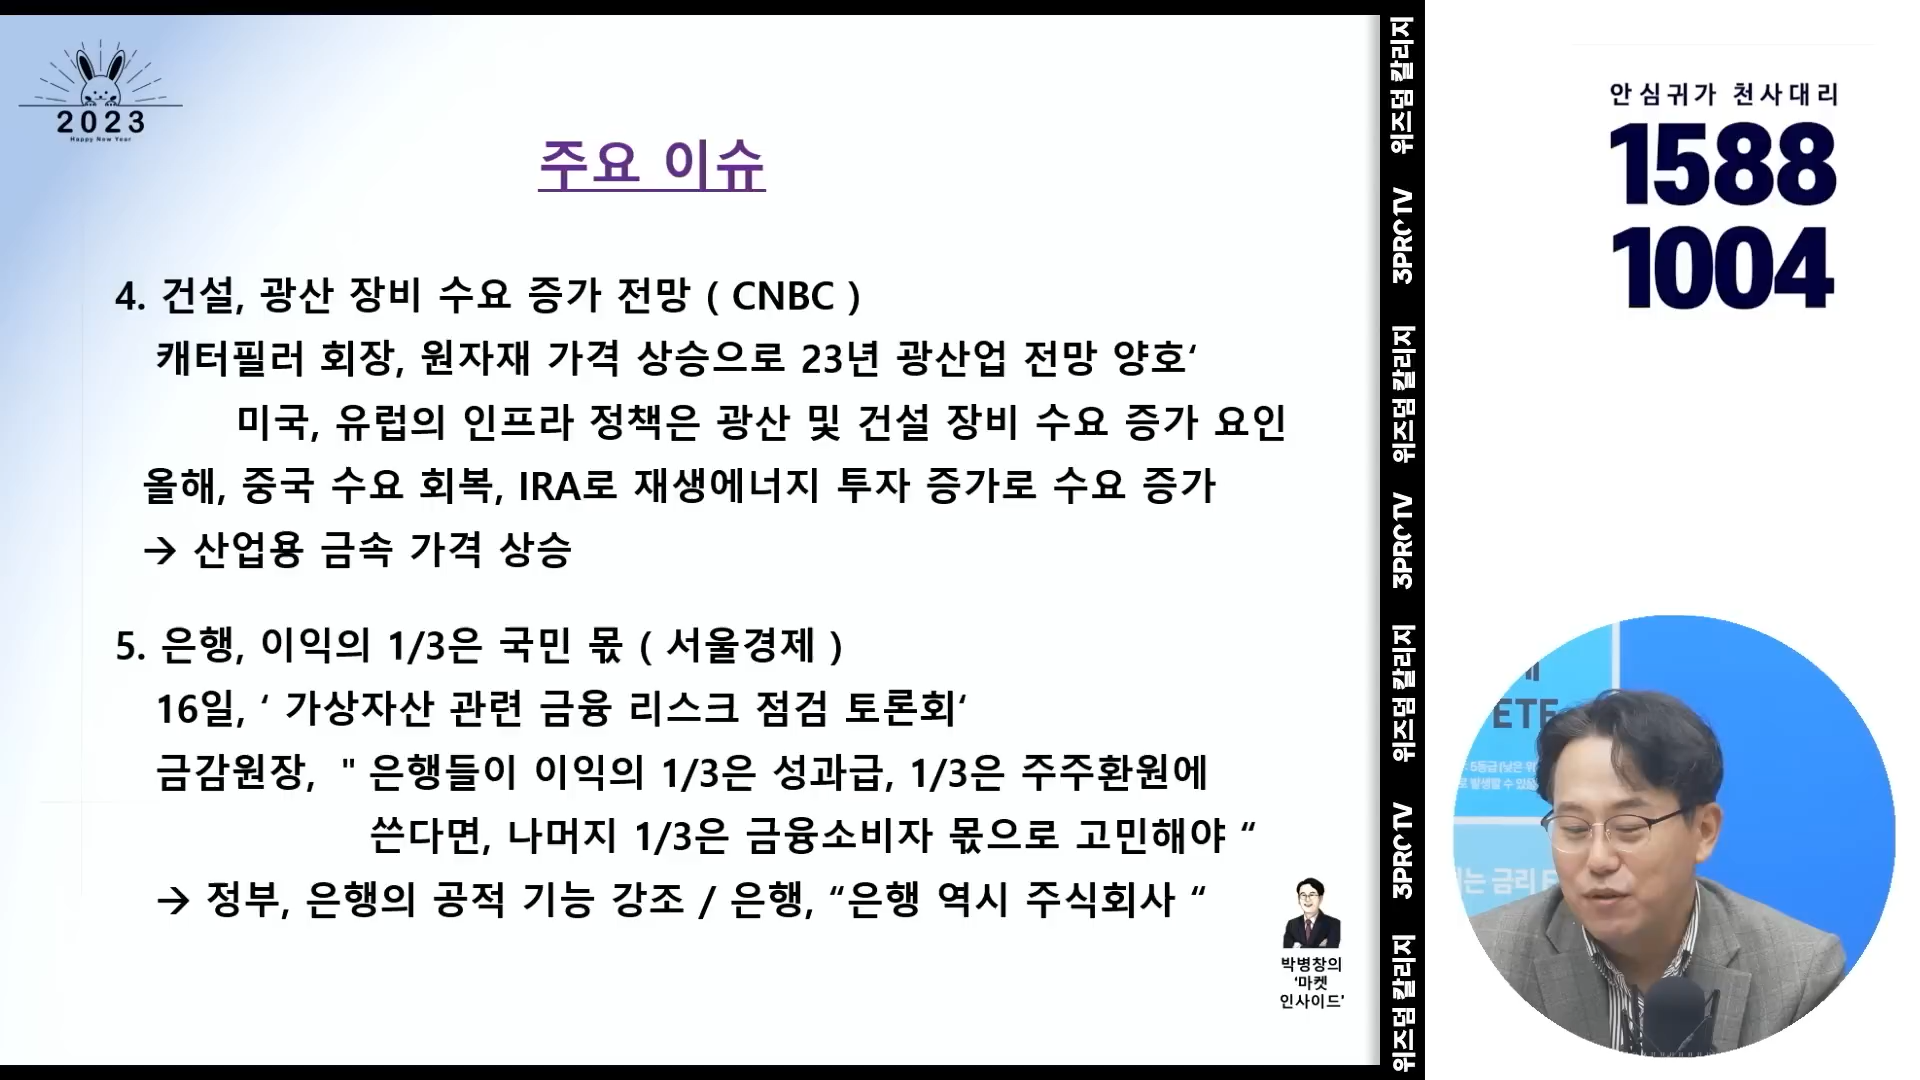 2023
Happy New Year
주요 이슈
4. 건설, 광산 장비 수요 증가 전망 ( CNBC )
캐터필러 회장, 원자재 가격 상승으로 23년 광산업 전망 양호‘
미국, 유럽의 인프라 정책은 광산 및 건설 장비 수요 증가 요인
올해, 중국 수요 회복, IRA로 재생에너지 투자 증가로 수요 증가
→ 산업용 금속 가격 상승
5. 은행, 이익의 1/3은 국민 몫 ( 서울경제 )
16일, ‘ 가상자산 관련 금융 리스크 점검 토론회‘
금감원장, " 은행들이 이익의 1/3은 성과급, 1/3은 주주환원에
쓴다면, 나머지 1/3은 금융소비자 몫으로 고민해야 “
→ 정부, 은행의 공적 기능 강조 / 은행, “은행 역시 주식회사 “
박병창의
‘마켓
인사이드’
위즈덤 칼리지
3PROTV
위즈덤 칼리지
3PROTV
위즈덤 칼리지
3PROTV
위즈덤 칼리지
안심귀가 천사대리
1588
1004
ETF
5등급
는 금리